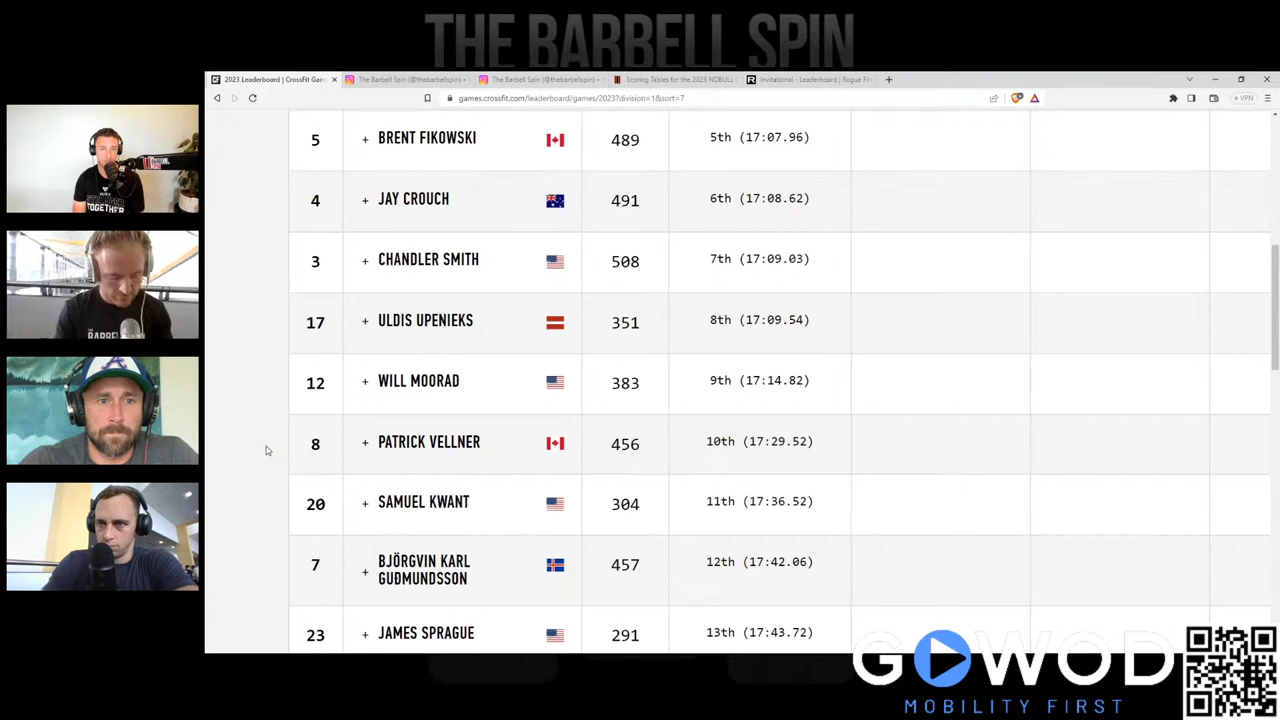 THE BARBELL SPIN
2023 Leaderboard | CrossFit Gam
The Barbell Spin (@thebarbellspin) •
The Barbell Spin (@thebarbellspin) •
Scoring Tables for the 2023 NOBULL
Invitational - Leaderboard | Rogue F
games.crossfit.com/leaderboard/games/2023?division=1&sort=7
VPN
5 + BRENT FIKOWSKI 489 5th (17:07.96)
4 + JAY CROUCH 491 6th (17:08.62)
3 + CHANDLER SMITH 508 7th (17:09.03)
17 + ULDIS UPENIEKS 351 8th (17:09.54)
12 + WILL MOORAD 383 9th (17:14.82)
8 + PATRICK VELLNER 456 10th (17:29.52)
20 + SAMUEL KWANT 304 11th (17:36.52)
7 + BJÖRGVIN KARL GUÐMUNDSSON 457 12th (17:42.06)
23 + JAMES SPRAGUE 291 13th (17:43.72)
STRONGER
TOGETHER
THE
BARBELL
GOWOD
MOBILITY FIRST